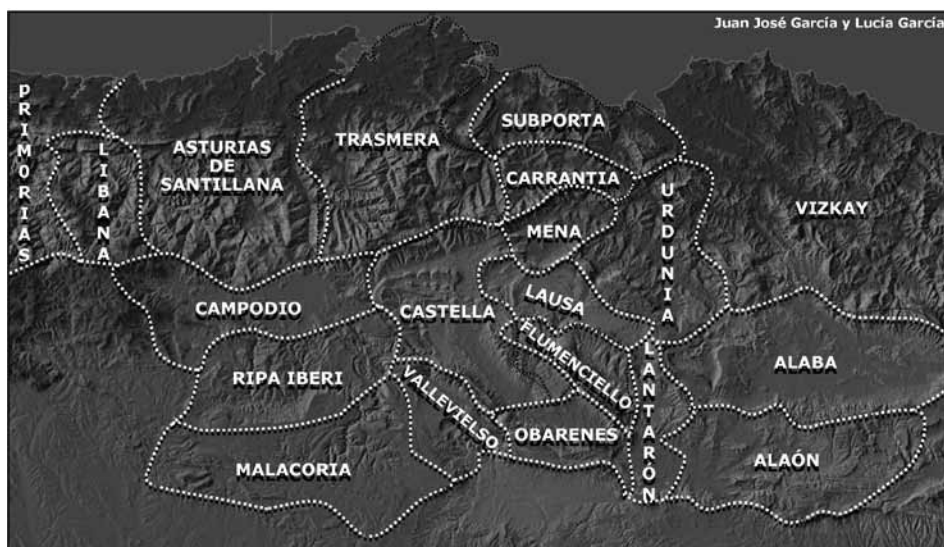 Juan José García y Lucía García
PRIMORIAS
LIBANA
ASTURIAS
DE
SANTILLANA
TRASMERA
SUBPORTA
CARRANTIA
MENA
URDUNIA
VIZKAY
CAMPODIO
CASTELLA
LAUSA
FLUMENCIELLO
LANTARÓN
ALABA
RIPA IBERI
VALLEVIELSO
OBARENES
MALACORIA
ALAÓN